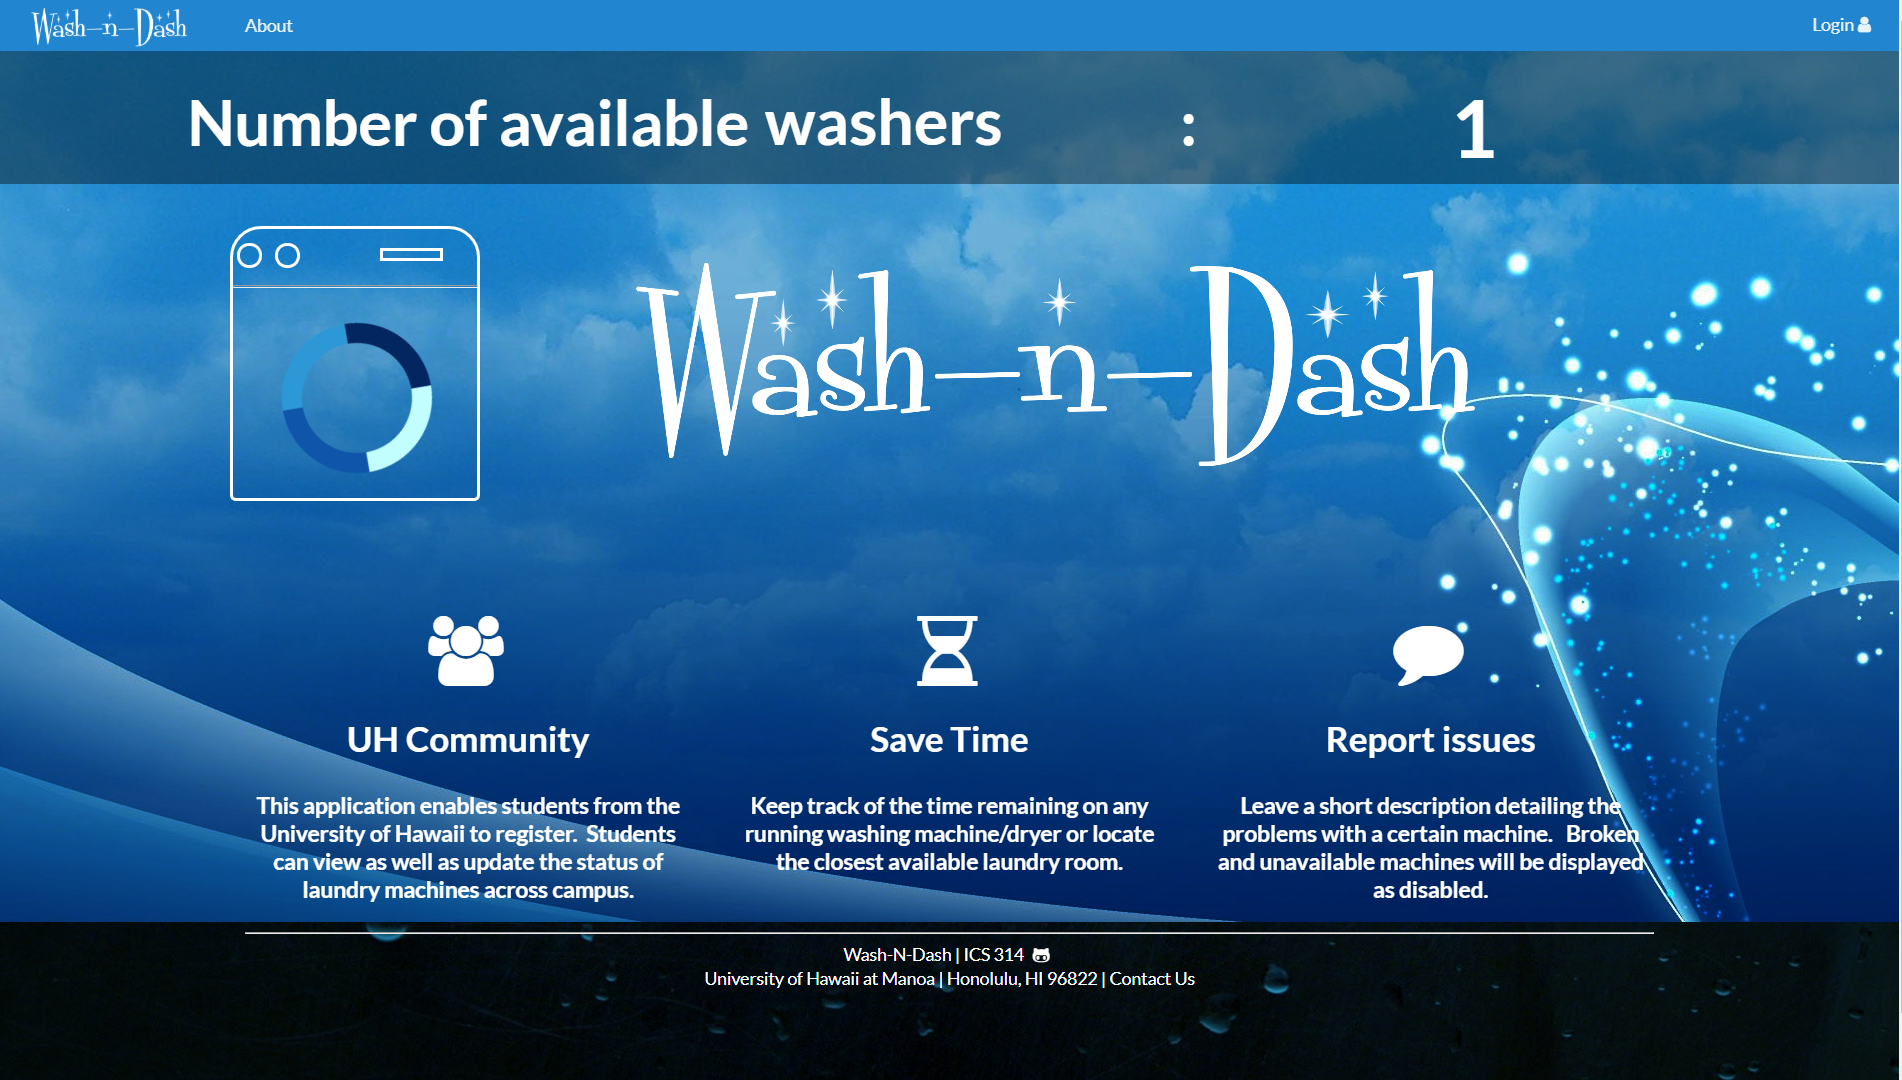 Wash-n-Dash About Login
Number of available washers : 1
Wash-n-Dash
UH Community
This application enables students from the
University of Hawaii to register.  Students
can view as well as update the status of
laundry machines across campus.
Save Time
Keep track of the time remaining on any
running washing machine/dryer or locate
the closest available laundry room.
Report issues
Leave a short description detailing the
problems with a certain machine.  Broken
and unavailable machines will be displayed
as disabled.
Wash-N-Dash | ICS 314
University of Hawaii at Manoa | Honolulu, HI 96822 | Contact Us